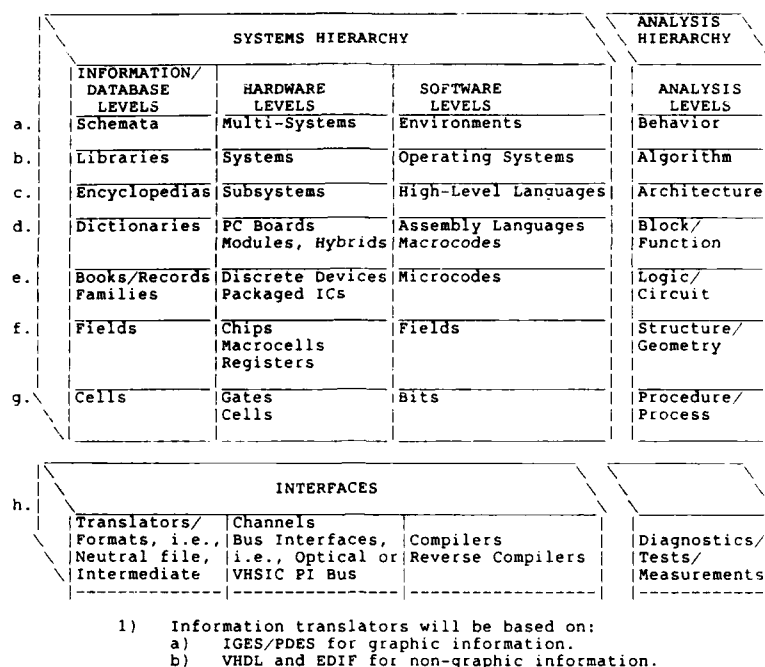 ANALYSIS
SYSTEMS HIERARCHY HIERARCHY
INFORMATION/
DATABASE HARDWARE SOFTWARE ANALYSIS
LEVELS LEVELS LEVELS LEVELS
a. Schemata Multi-Systems Environments Behavior
b. Libraries Systems Operating Systems Algorithm
c. Encyclopedias Subsystems High-Level Languages Architecture
d. Dictionaries PC Boards Assembly Languages Block/
Modules, Hybrids Macrocodes Function
e. Books/Records Discrete Devices Microcodes Logic/
Families Packaged ICs Circuit
f. Fields Chips Fields Structure/
Macrocells Geometry
Registers
g. Cells Gates Bits Procedure/
Cells Process
INTERFACES
h.
Translators/ Channels
Formats, i.e., Bus Interfaces, Compilers Diagnostics/
Neutral file, i.e., Optical or Reverse Compilers Tests/
Intermediate VHSIC PI Bus Measurements
1) Information translators will be based on:
a) IGES/PDES for graphic information.
b) VHDL and EDIF for non-graphic information.